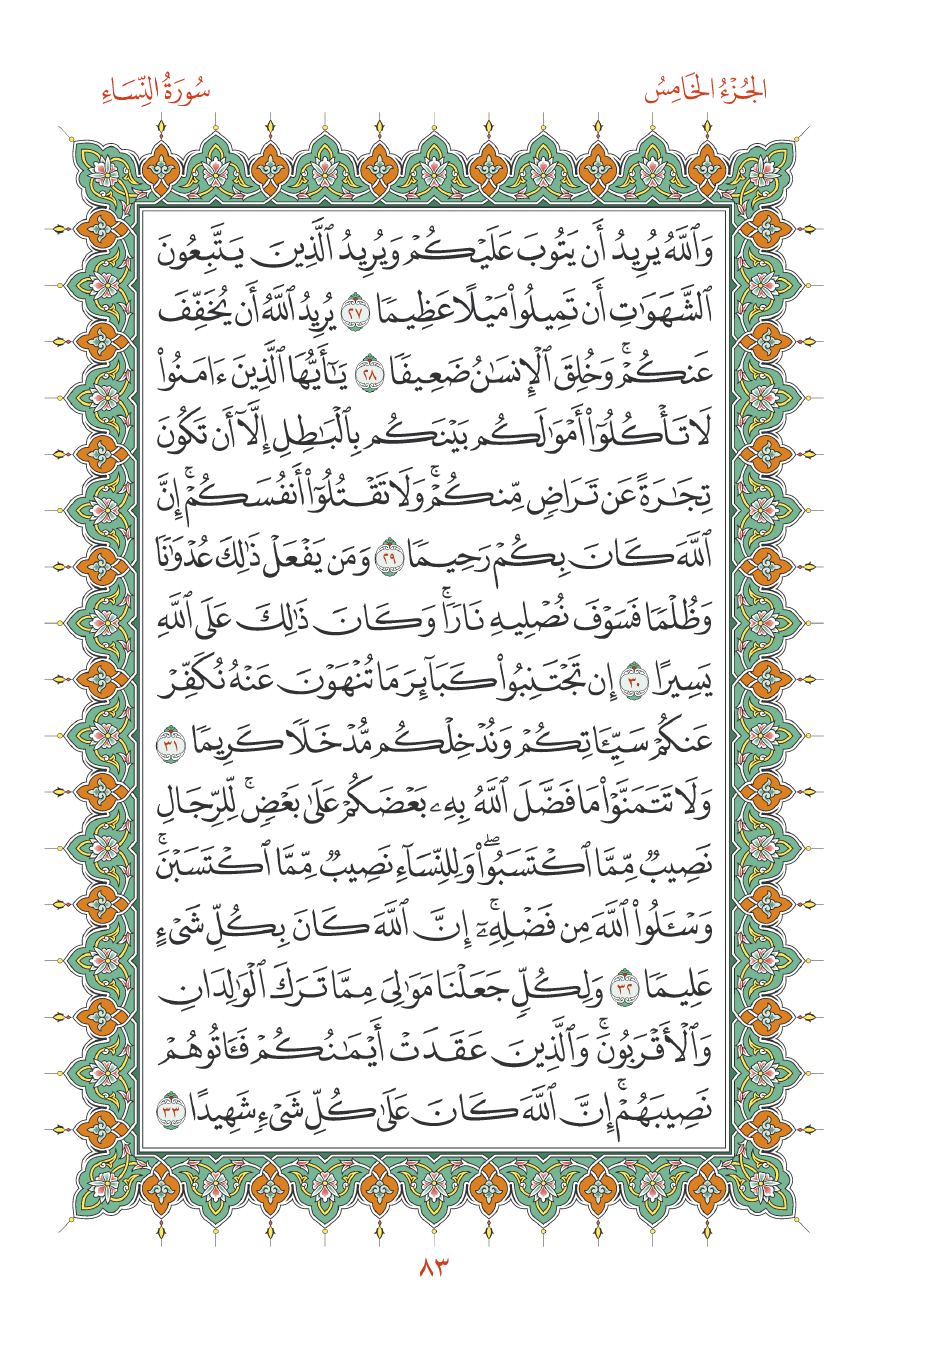 الجُزْءُ الخَامِسُ
سُورَةُ النِّسَاءِ
وَٱللَّهُ يُرِيدُ أَن يَتُوبَ عَلَيْكُمْ وَيُرِيدُ ٱلَّذِينَ يَتَّبِعُونَ
ٱلشَّهَوَٰتِ أَن تَمِيلُوا۟ مَيْلًا عَظِيمًا ٢٧ يُرِيدُ ٱللَّهُ أَن يُخَفِّفَ
عَنكُمْ ۚ وَخُلِقَ ٱلْإِنسَٰنُ ضَعِيفًا ٢٨ يَٰٓأَيُّهَا ٱلَّذِينَ ءَامَنُوا۟
لَا تَأْكُلُوٓا۟ أَمْوَٰلَكُم بَيْنَكُم بِٱلْبَٰطِلِ إِلَّآ أَن تَكُونَ
تِجَٰرَةً عَن تَرَاضٍ مِّنكُمْ ۚ وَلَا تَقْتُلُوٓا۟ أَنفُسَكُمْ ۚ إِنَّ
ٱللَّهَ كَانَ بِكُمْ رَحِيمًا ٢٩ وَمَن يَفْعَلْ ذَٰلِكَ عُدْوَٰنًا
وَظُلْمًا فَسَوْفَ نُصْلِيهِ نَارًا ۚ وَكَانَ ذَٰلِكَ عَلَى ٱللَّهِ
يَسِيرًا ٣٠ إِن تَجْتَنِبُوا۟ كَبَآئِرَ مَا تُنْهَوْنَ عَنْهُ نُكَفِّرْ
عَنكُمْ سَيِّـَٔاتِكُمْ وَنُدْخِلْكُم مُّدْخَلًا كَرِيمًا ٣١
وَلَا تَتَمَنَّوْا۟ مَا فَضَّلَ ٱللَّهُ بِهِۦ بَعْضَكُمْ عَلَىٰ بَعْضٍ ۚ لِّلرِّجَالِ
نَصِيبٌ مِّمَّا ٱكْتَسَبُوا۟ ۖ وَلِلنِّسَآءِ نَصِيبٌ مِّمَّا ٱكْتَسَبْنَ ۚ
وَسْـَٔلُوا۟ ٱللَّهَ مِن فَضْلِهِۦٓ ۚ إِنَّ ٱللَّهَ كَانَ بِكُلِّ شَىْءٍ
عَلِيمًا ٣٢ وَلِكُلٍّ جَعَلْنَا مَوَٰلِىَ مِمَّا تَرَكَ ٱلْوَٰلِدَانِ
وَٱلْأَقْرَبُونَ ۚ وَٱلَّذِينَ عَقَدَتْ أَيْمَٰنُكُمْ فَـَٔاتُوهُمْ
نَصِيبَهُمْ ۚ إِنَّ ٱللَّهَ كَانَ عَلَىٰ كُلِّ شَىْءٍ شَهِيدًا ٣٣
٨٣